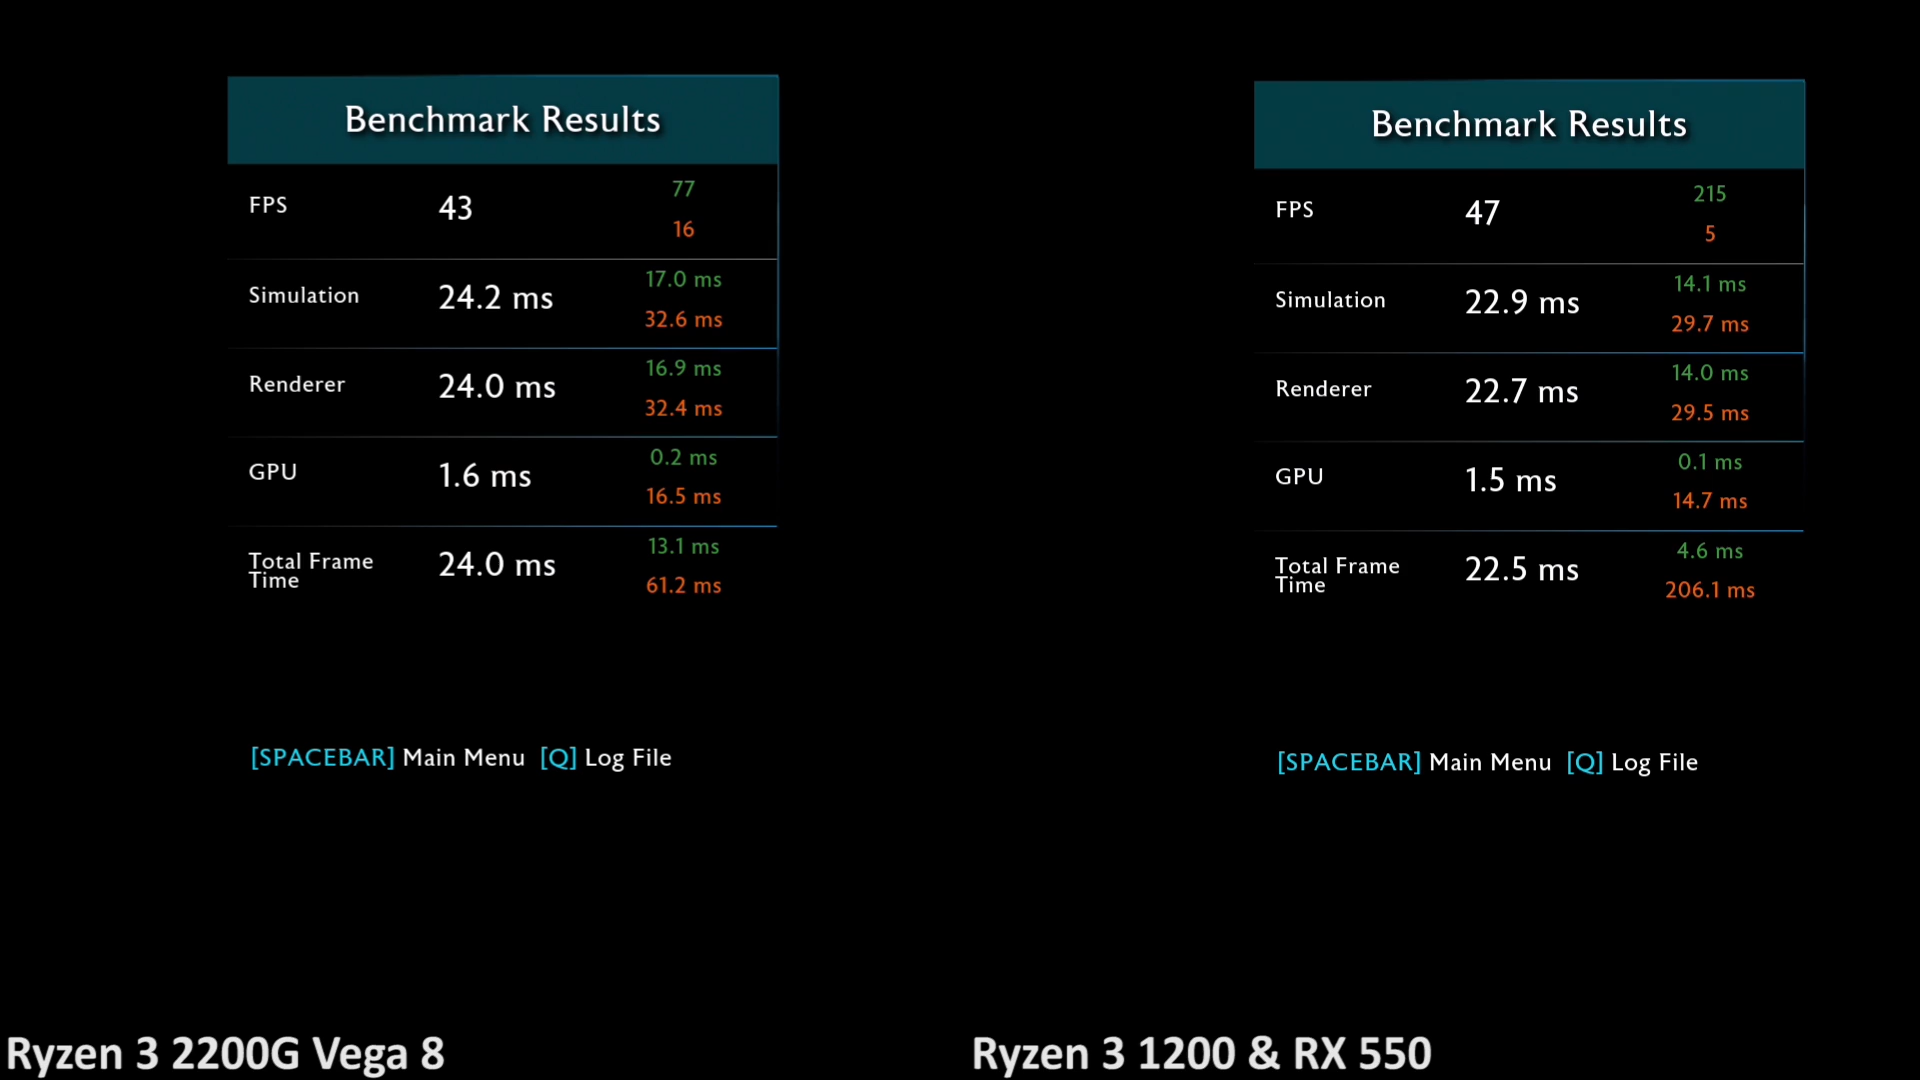 Benchmark Results
FPS 43 77
16
Simulation 24.2 ms 17.0 ms
32.6 ms
Renderer 24.0 ms 16.9 ms
32.4 ms
GPU 1.6 ms 0.2 ms
16.5 ms
Total Frame
Time 24.0 ms 13.1 ms
61.2 ms
[SPACEBAR] Main Menu [Q] Log File
Ryzen 3 2200G Vega 8
Benchmark Results
FPS 47 215
5
Simulation 22.9 ms 14.1 ms
29.7 ms
Renderer 22.7 ms 14.0 ms
29.5 ms
GPU 1.5 ms 0.1 ms
14.7 ms
Total Frame
Time 22.5 ms 4.6 ms
206.1 ms
[SPACEBAR] Main Menu [Q] Log File
Ryzen 3 1200 & RX 550